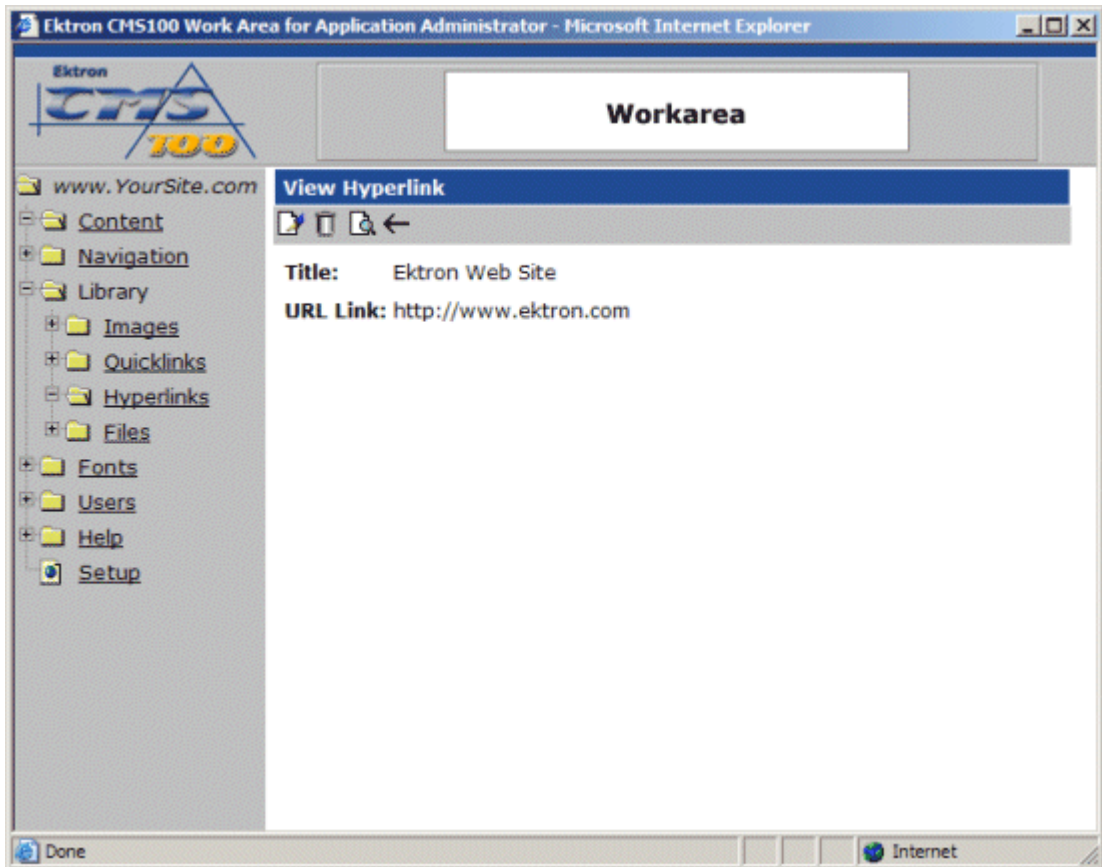 Ektron CMS100 Work Area for Application Administrator - Microsoft Internet Explorer
Ektron
CMS
100
Workarea
www.YourSite.com
Content
Navigation
Library
Images
Quicklinks
Hyperlinks
Files
Fonts
Users
Help
Setup
View Hyperlink
Title: Ektron Web Site
URL Link: http://www.ektron.com
Done
Internet